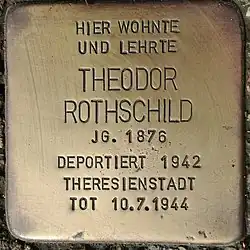 HIER WOHNTE
UND LEHRTE
THEODOR
ROTHSCHILD
JG. 1876
DEPORTIERT 1942
THERESIENSTADT
TOT 10.7.1944